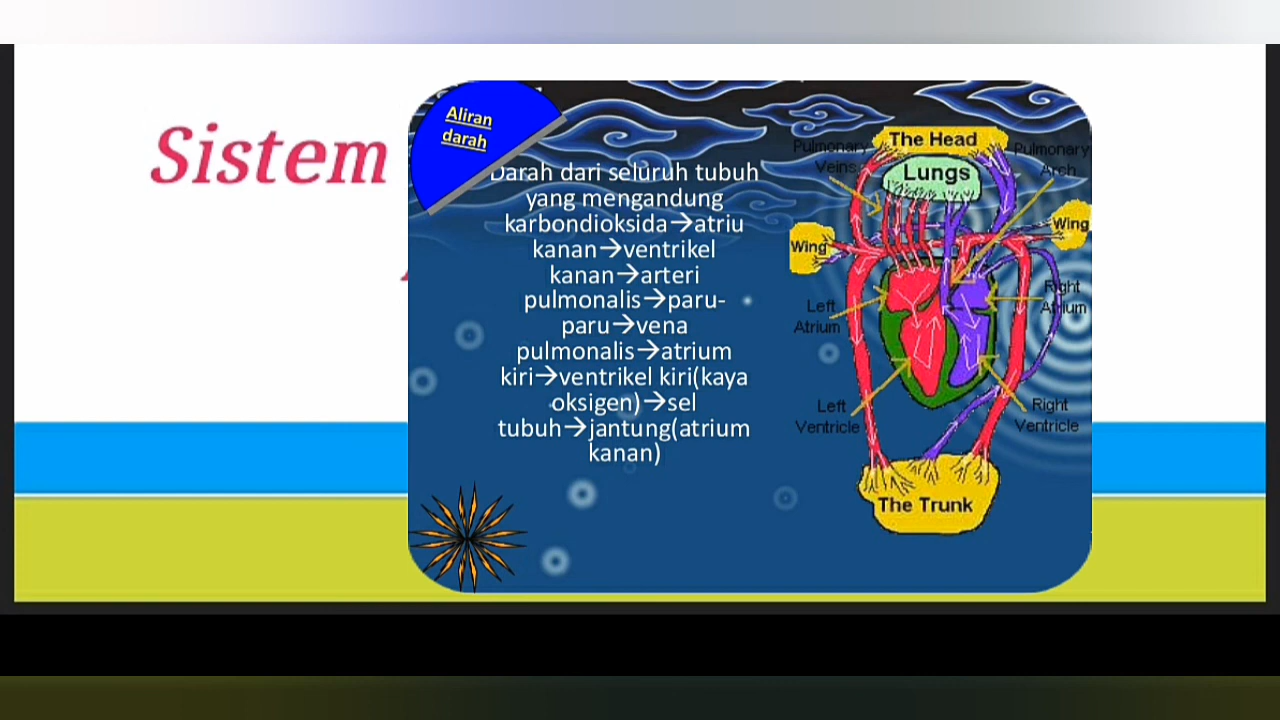 Sistem
Aliran
darah
Darah dari seluruh tubuh
yang mengandung
karbondioksida→atriu
kanan→ventrikel
kanan→arteri
pulmonalis→paru-
paru→vena
pulmonalis→atrium
kiri→ventrikel kiri(kaya
oksigen)→sel
tubuh→jantung(atrium
kanan)
The Head
Pulmonary
Veins
Lungs
Pulmonary
Arch
Wing
Wing
Left
Atrium
Right
Atrium
Left
Ventricle
Right
Ventricle
The Trunk